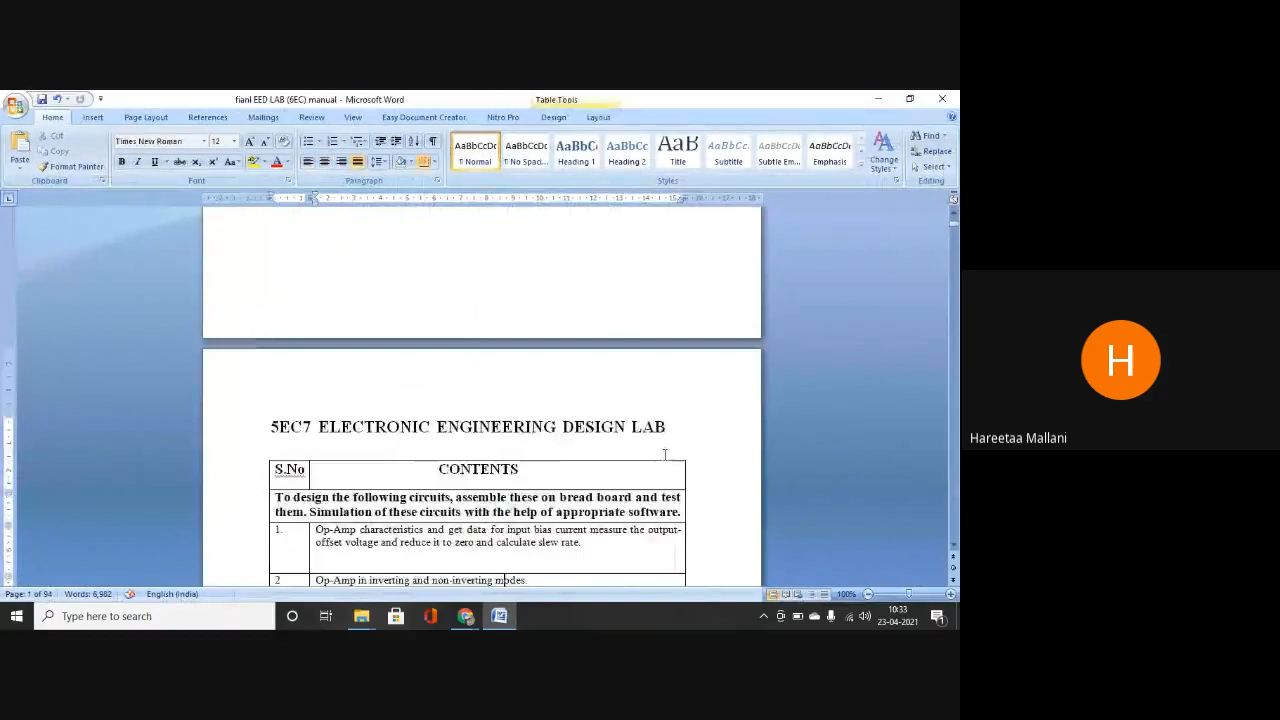 fianl EED LAB (6EC) manual - Microsoft Word
Table Tools
Home Insert Page Layout References Mailings Review View Easy Document Creator Nitro Pro Design Layout
Paste
Cut
Copy
Format Painter
Clipboard
Times New Roman 12
Font
Paragraph
AaBbCcDc AaBbCcDc AaBbCc AaBbCc AaB AaBbCc. AaBbCcDc AaBbCcDc
¶ Normal ¶ No Spaci... Heading 1 Heading 2 Title Subtitle Subtle Em... Emphasis
Change Styles
Styles
Find
Replace
Select
Editing
5EC7 ELECTRONIC ENGINEERING DESIGN LAB
S.No CONTENTS
To design the following circuits, assemble these on bread board and test
them. Simulation of these circuits with the help of appropriate software.
1. Op-Amp characteristics and get data for input bias current measure the output-
offset voltage and reduce it to zero and calculate slew rate.
2 Op-Amp in inverting and non-inverting modes.
Page: 1 of 94 Words: 6,982 English (India) 100%
Type here to search
10:33
23-04-2021
H
Hareetaa Mallani